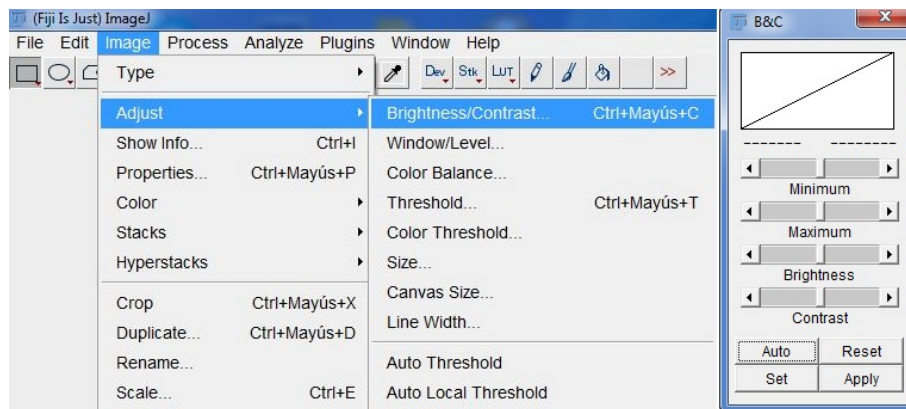 (Fiji Is Just) ImageJ
File Edit Image Process Analyze Plugins Window Help
Dev Stk LUT >>
Type
Adjust
Show Info... Ctrl+I
Properties... Ctrl+Mayús+P
Color
Stacks
Hyperstacks
Crop Ctrl+Mayús+X
Duplicate... Ctrl+Mayús+D
Rename...
Scale... Ctrl+E
Brightness/Contrast... Ctrl+Mayús+C
Window/Level...
Color Balance...
Threshold... Ctrl+Mayús+T
Color Threshold...
Size...
Canvas Size...
Line Width...
Auto Threshold
Auto Local Threshold
B&C
Minimum
Maximum
Brightness
Contrast
Auto Reset
Set Apply